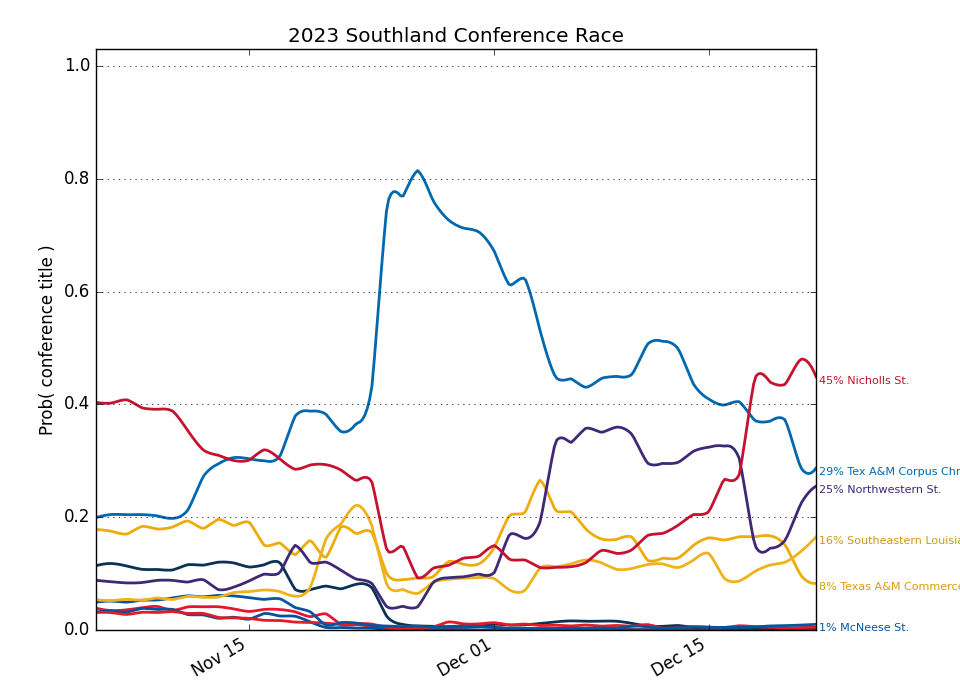 2023 Southland Conference Race
1.0
0.8
0.6
0.4
0.2
0.0
Prob( conference title )
Nov 15
Dec 01
Dec 15
45% Nicholls St.
29% Tex A&M Corpus Chr
25% Northwestern St.
16% Southeastern Louisia
8% Texas A&M Commerce
1% McNeese St.